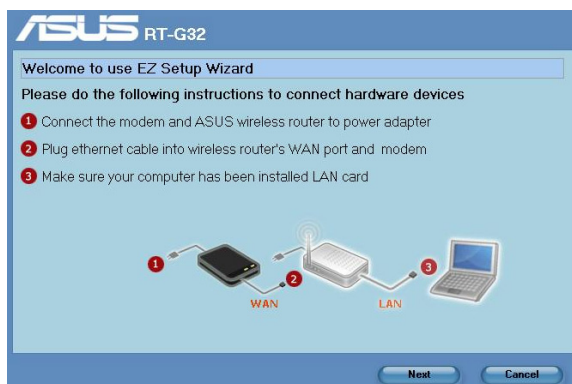 ASUS RT-G32
Welcome to use EZ Setup Wizard
Please do the following instructions to connect hardware devices
1 Connect the modem and ASUS wireless router to power adapter
2 Plug ethernet cable into wireless router's WAN port and modem
3 Make sure your computer has been installed LAN card
1
2
3
WAN
LAN
Next
Cancel